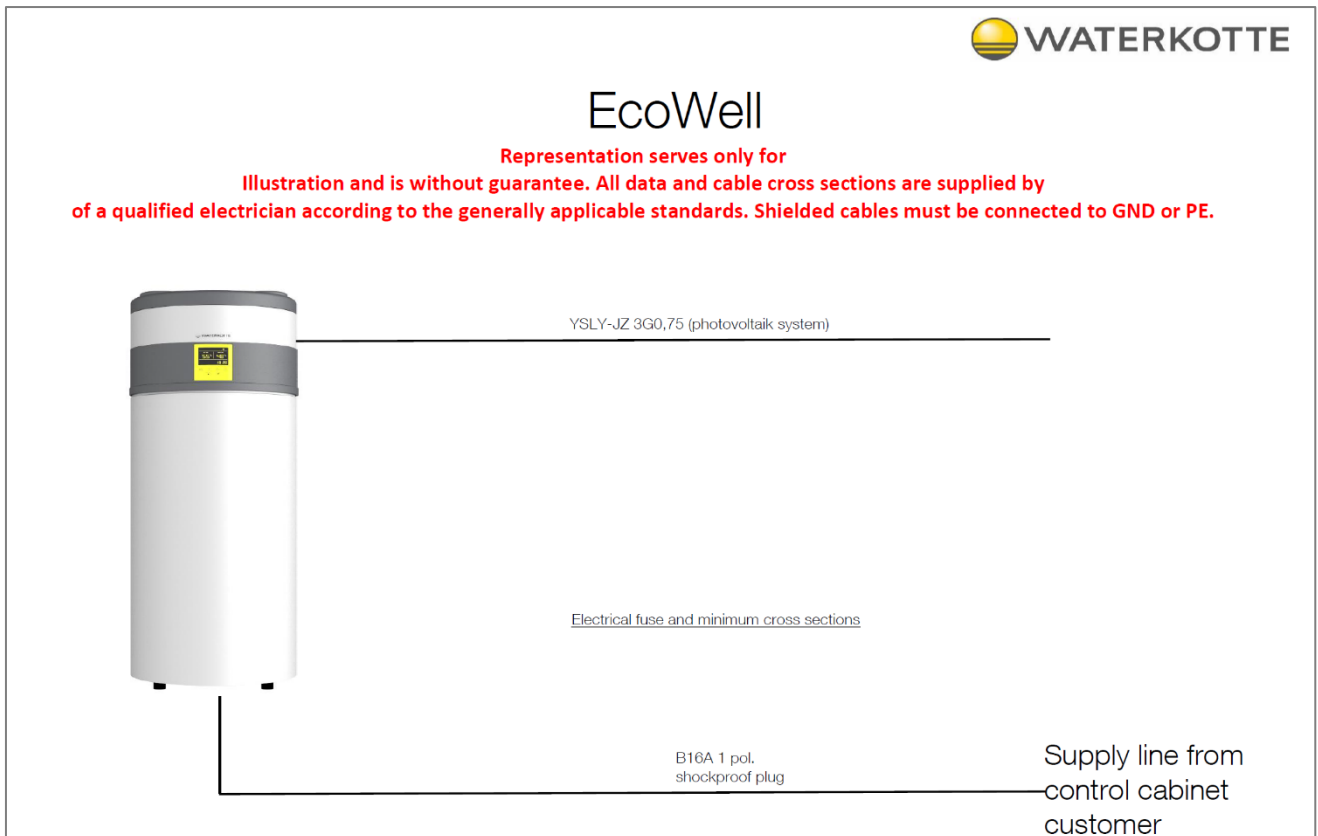 WATERKOTTE
EcoWell
Representation serves only for
Illustration and is without guarantee. All data and cable cross sections are supplied by
of a qualified electrician according to the generally applicable standards. Shielded cables must be connected to GND or PE.
YSLY-JZ 3G0,75 (photovoltaik system)
Electrical fuse and minimum cross sections
B16A 1 pol.
shockproof plug
Supply line from
control cabinet
customer